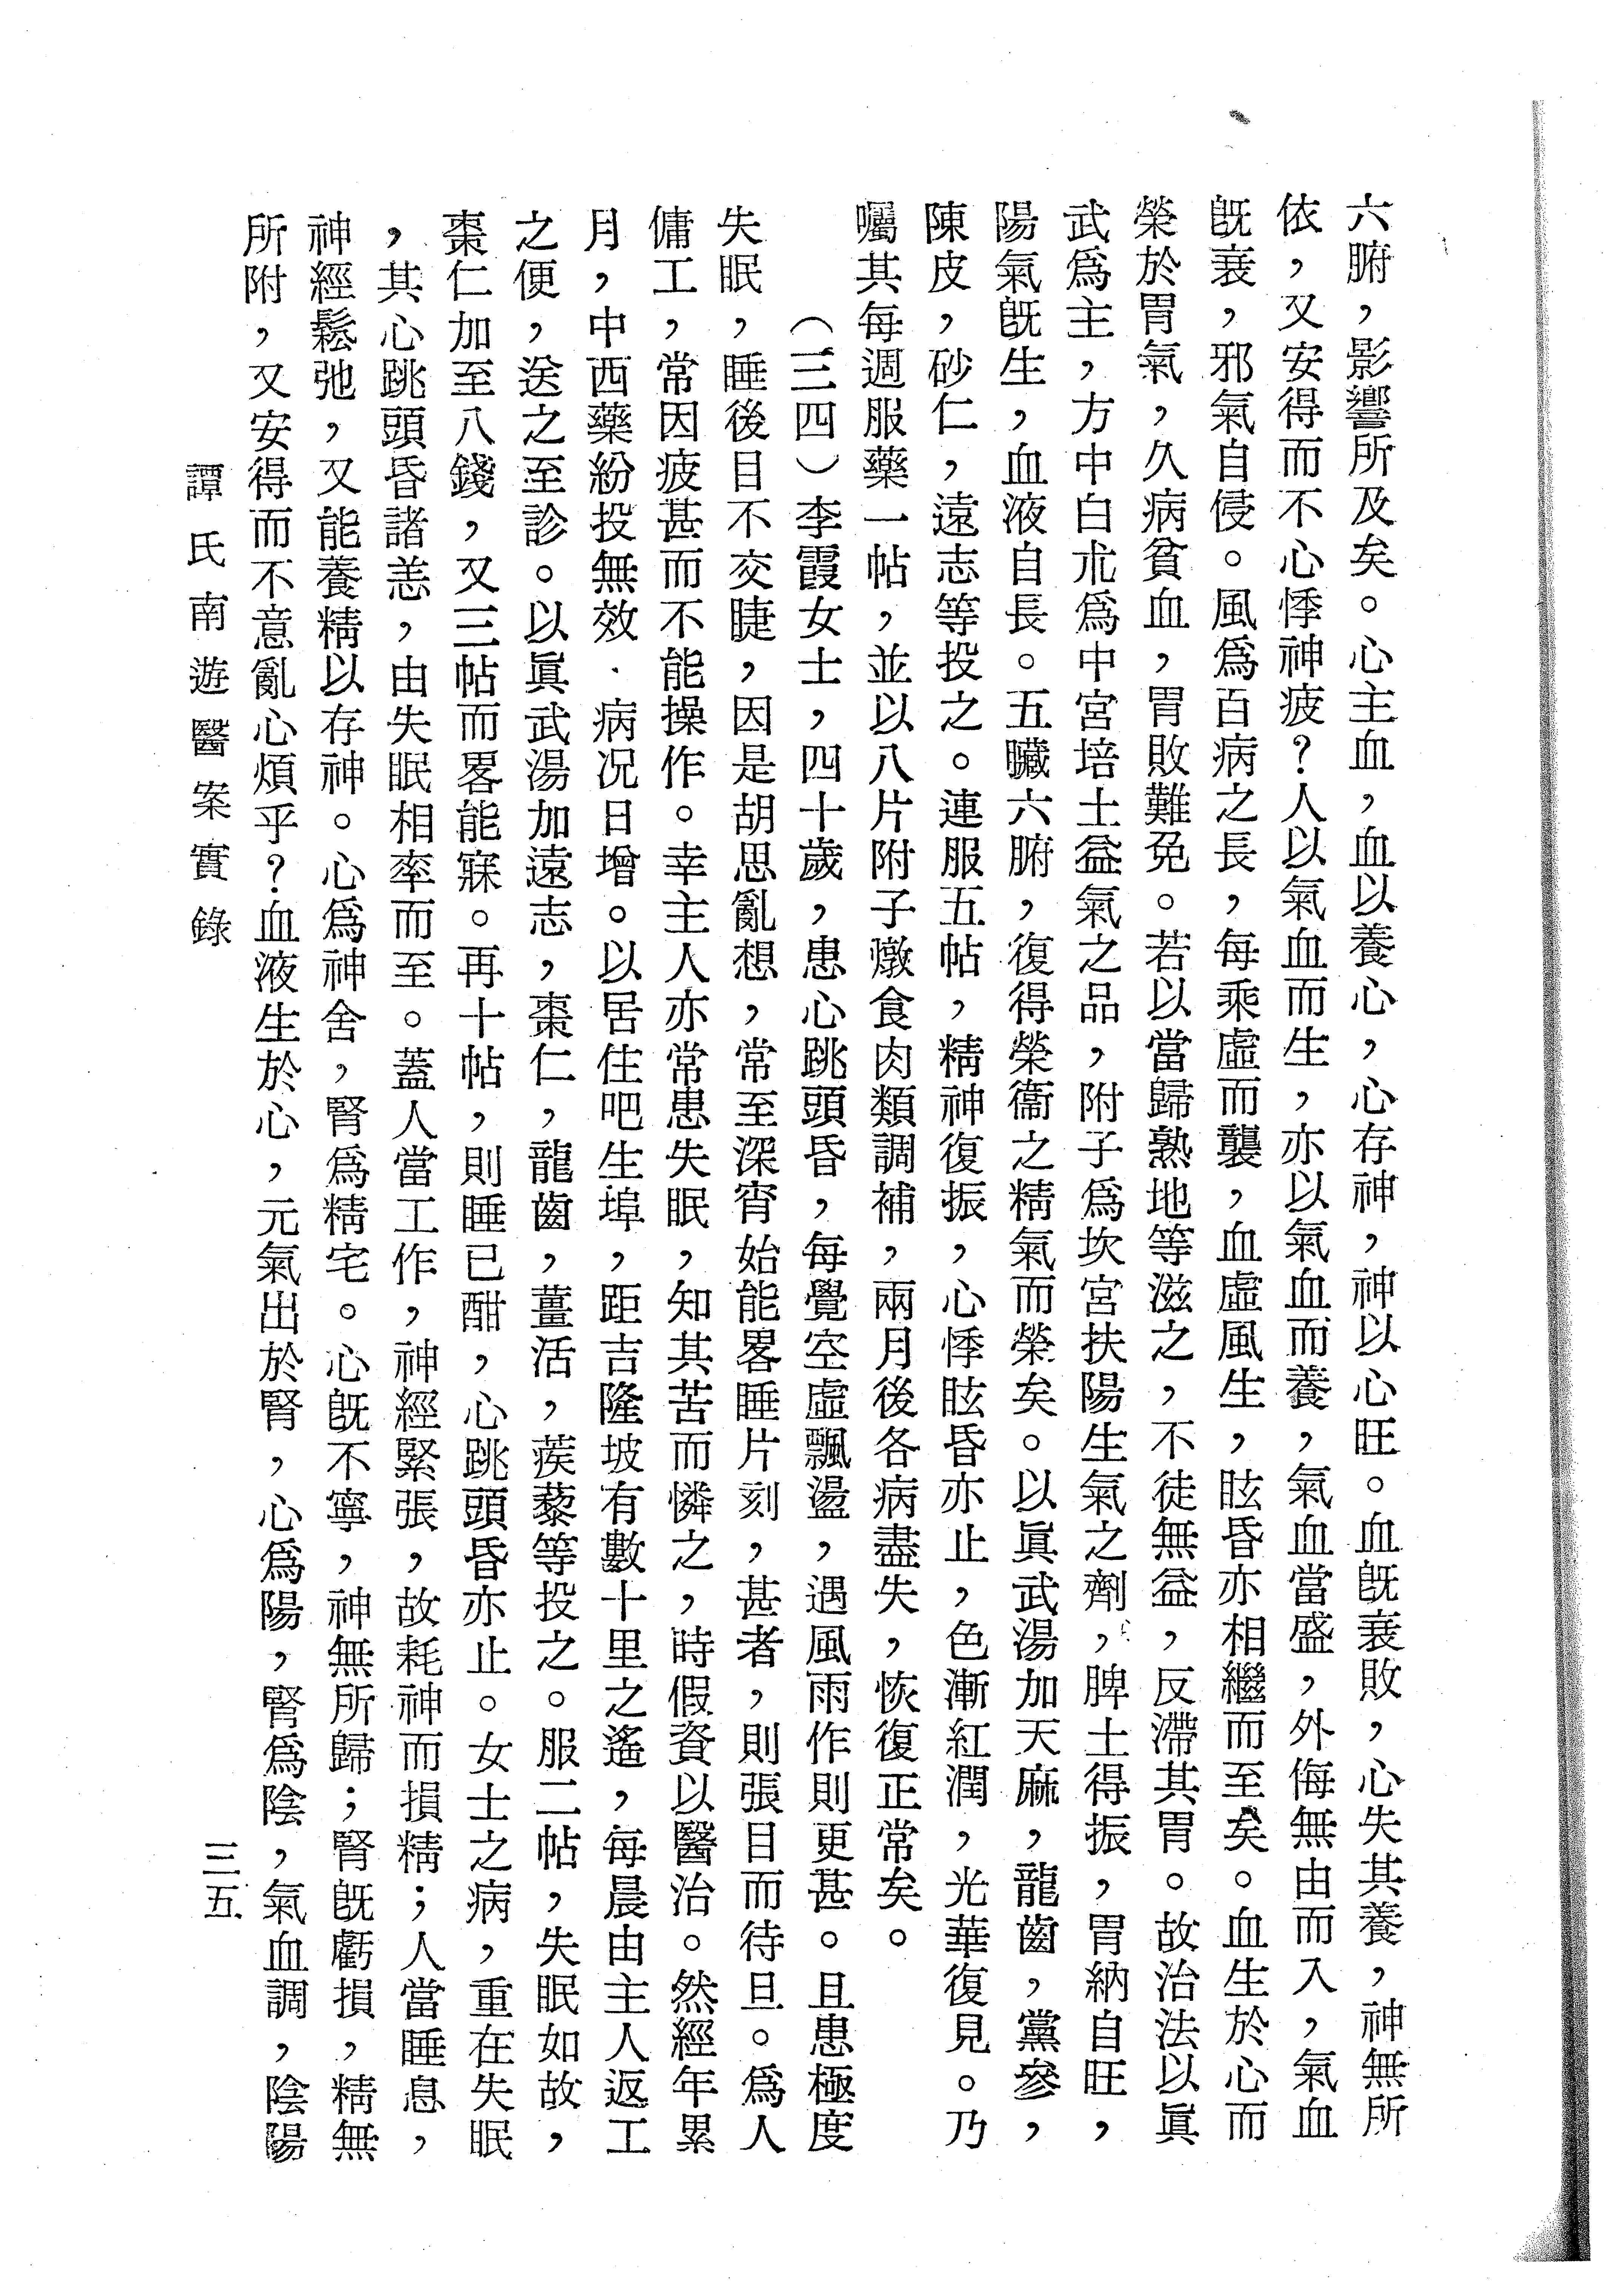 六腑，影響所及矣。心主血，血以養心，心存神，神以心旺。血旣衰敗，心失其養，神無所
依，又安得而不心悸神疲？人以氣血而生，亦以氣血而養，氣血當盛，外侮無由而入，氣血
旣衰，邪氣自侵。風爲百病之長，每乘虛而襲，血虛風生，眩昏亦相繼而至矣。血生於心而
榮於胃氣，久病貧血，胃敗難免。若以當歸熟地等滋之，不徒無益，反滯其胃。故治法以眞
武爲主，方中白朮爲中宮培土益氣之品，附子爲坎宮扶陽生氣之劑，脾土得振，胃納自旺，
陽氣旣生，血液自長。五臟六腑，復得榮衞之精氣而榮矣。以眞武湯加天麻，龍齒，黨參，
陳皮，砂仁，遠志等投之。連服五帖，精神復振，心悸眩昏亦止，色漸紅潤，光華復見。乃
囑其每週服藥一帖，並以八片附子燉食肉類調補，兩月後各病盡失，恢復正常矣。
（三四）李霞女士，四十歲，患心跳頭昏，每覺空虛飄盪，遇風雨作則更甚。且患極度
失眠，睡後目不交睫，因是胡思亂想，常至深宵始能畧睡片刻，甚者，則張目而待旦。爲人
傭工，常因疲甚而不能操作。幸主人亦常患失眠，知其苦而憐之，時假資以醫治。然經年累
月，中西藥紛投無效．病況日增。以居住吧生埠，距吉隆坡有數十里之遙，每晨由主人返工
之便，送之至診。以眞武湯加遠志，棗仁，龍齒，薑活，蒺藜等投之。服二帖，失眠如故，
棗仁加至八錢，又三帖而畧能寐。再十帖，則睡已酣，心跳頭昏亦止。女士之病，重在失眠
，其心跳頭昏諸恙，由失眠相率而至。蓋人當工作，神經緊張，故耗神而損精；人當睡息，
神經鬆弛，又能養精以存神。心爲神舍，腎爲精宅。心旣不寧，神無所歸；腎旣虧損，精無
所附，又安得而不意亂心煩乎？血液生於心，元氣出於腎，心爲陽，腎爲陰，氣血調，陰陽
譚氏南遊醫案實錄
三五